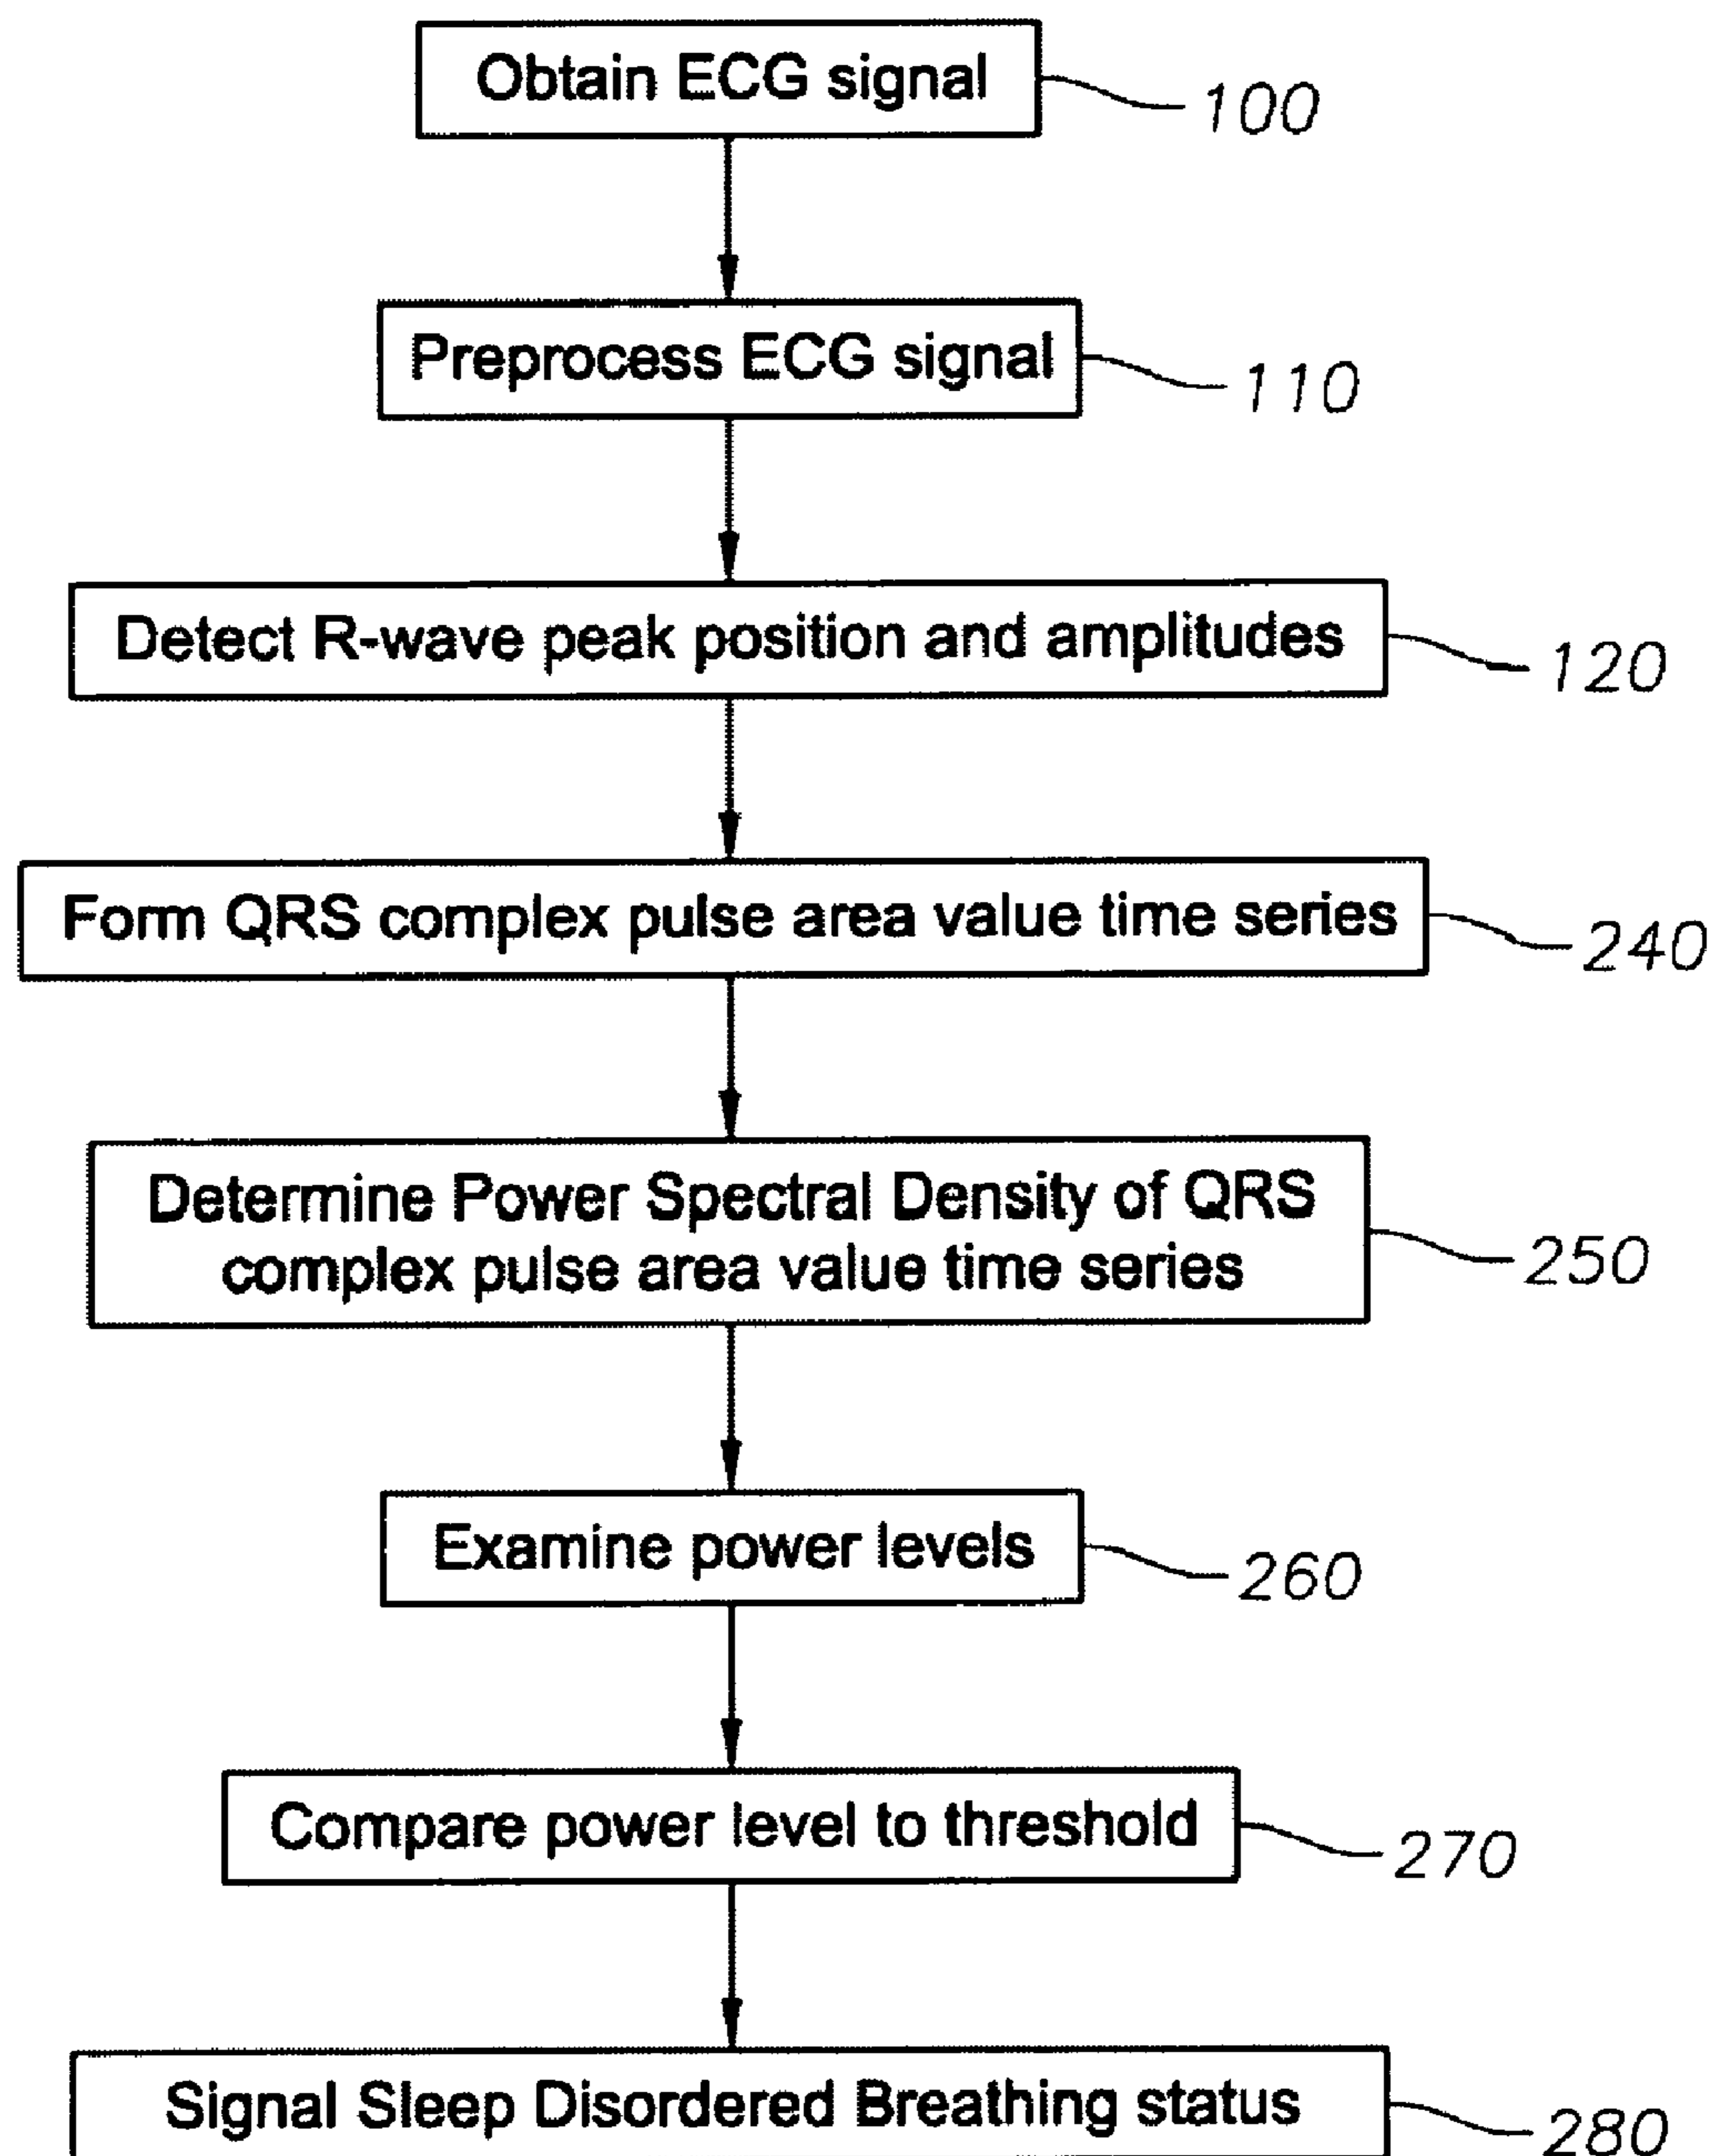 Obtain ECG signal
100
Preprocess ECG signal
110
Detect R-wave peak position and amplitudes
120
Form QRS complex pulse area value time series
240
Determine Power Spectral Density of QRS
complex pulse area value time series
250
Examine power levels
260
Compare power level to threshold
270
Signal Sleep Disordered Breathing status
280